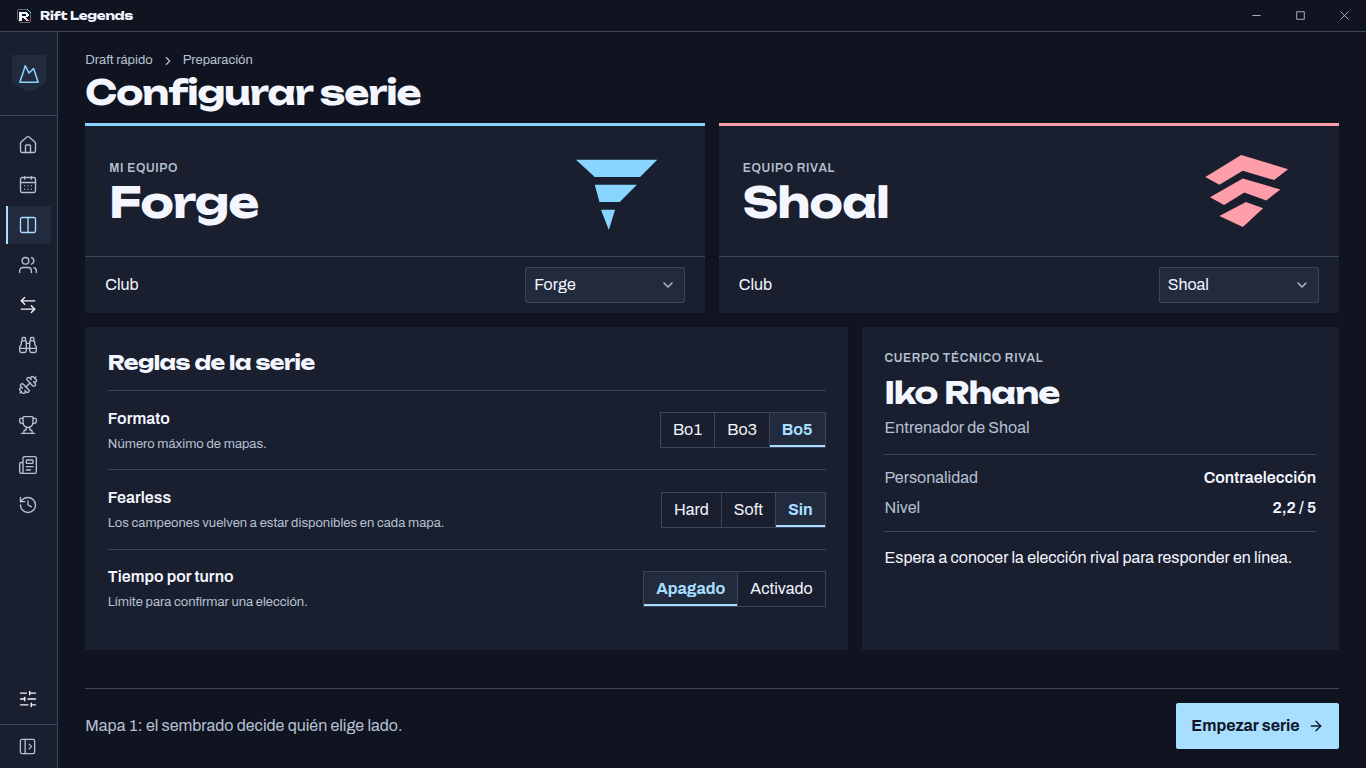 Rift Legends
Draft rápido > Preparación
Configurar serie
MI EQUIPO
Forge
Club
Forge
EQUIPO RIVAL
Shoal
Club
Shoal
Reglas de la serie
Formato
Número máximo de mapas.
Bo1 Bo3 Bo5
Fearless
Los campeones vuelven a estar disponibles en cada mapa.
Hard Soft Sin
Tiempo por turno
Límite para confirmar una elección.
Apagado Activado
CUERPO TÉCNICO RIVAL
Iko Rhane
Entrenador de Shoal
Personalidad Contraelección
Nivel 2,2 / 5
Espera a conocer la elección rival para responder en línea.
Mapa 1: el sembrado decide quién elige lado.
Empezar serie →